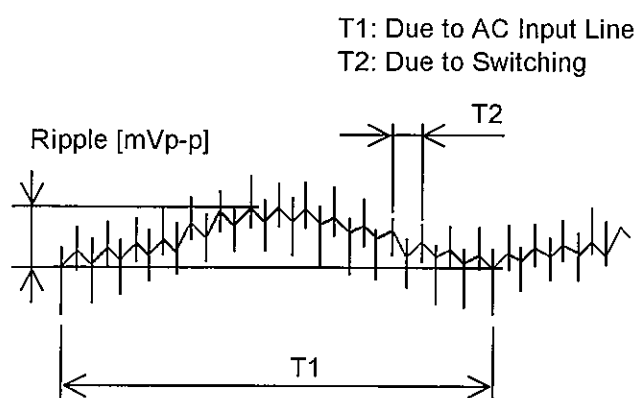 T1: Due to AC Input Line
T2: Due to Switching
T2
Ripple [mVp-p]
T1